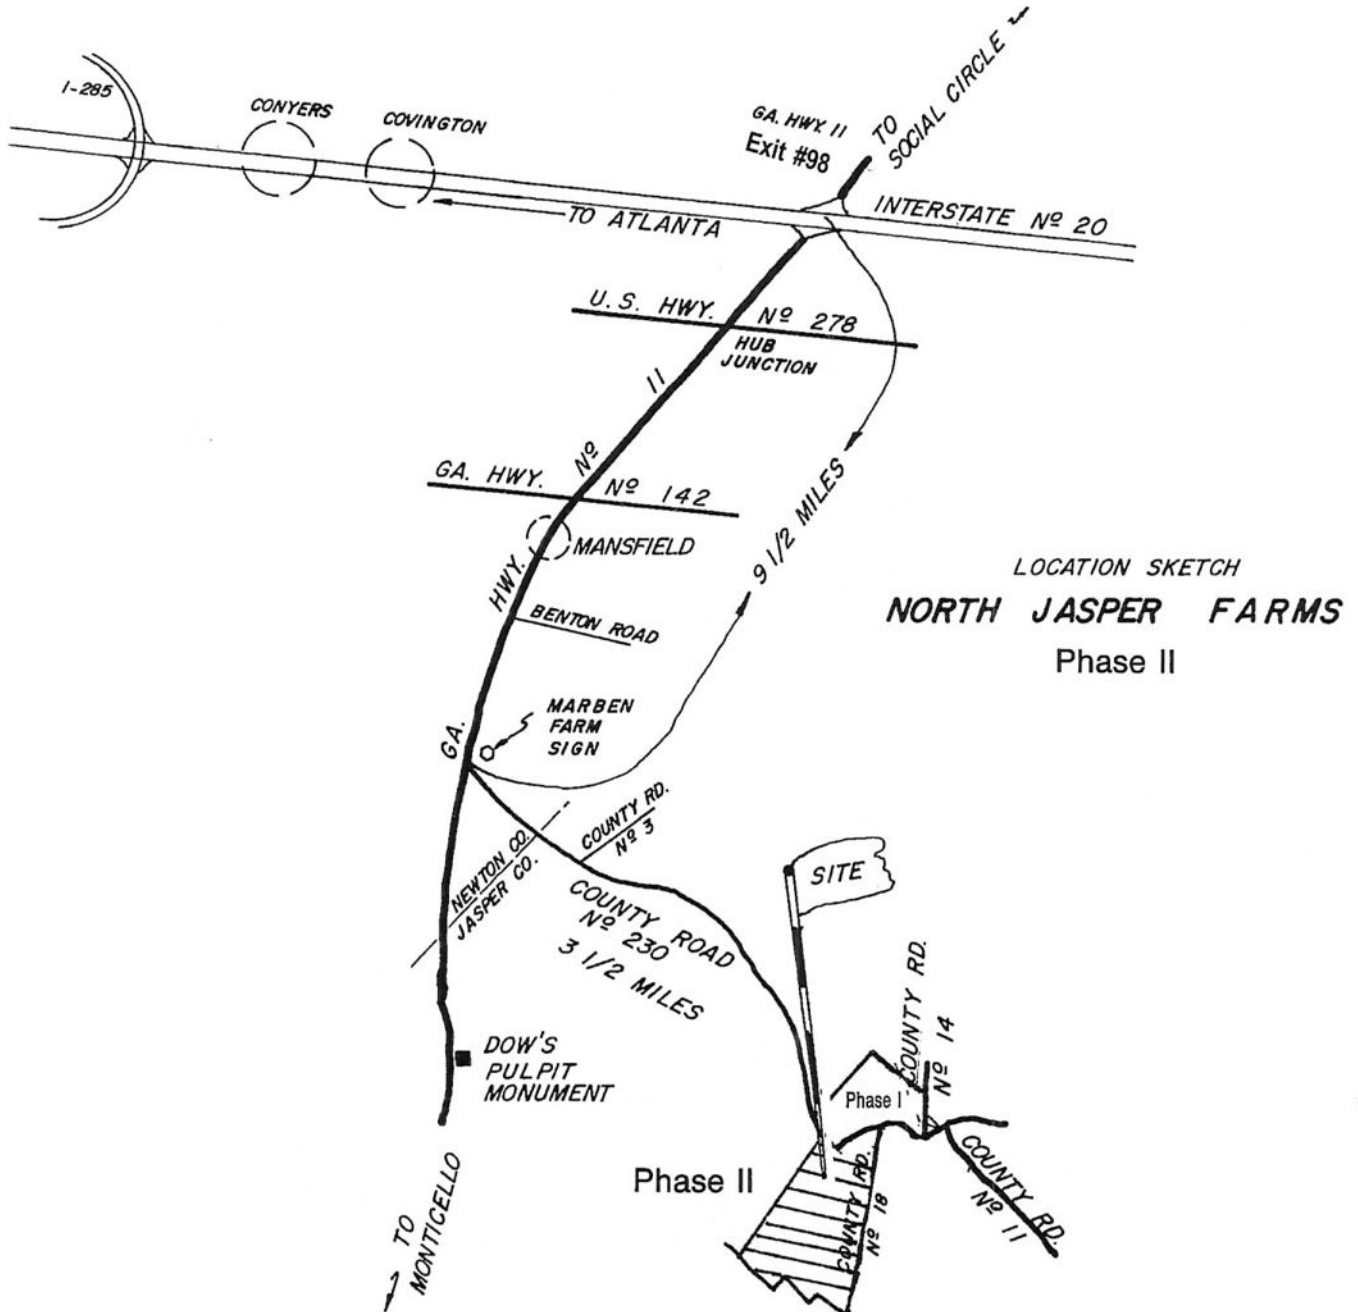 I-285
CONYERS
COVINGTON
GA. HWY. 11
Exit #98
TO
SOCIAL CIRCLE
INTERSTATE Nº 20
TO ATLANTA
U.S. HWY. Nº 278
HUB
JUNCTION
GA. HWY. Nº 11
GA. HWY. Nº 142
MANSFIELD
9 1/2 MILES
BENTON ROAD
LOCATION SKETCH
NORTH JASPER FARMS
Phase II
MARBEN
FARM
SIGN
COUNTY RD.
Nº 3
NEWTON CO.
JASPER CO.
COUNTY ROAD
Nº 230
3 1/2 MILES
SITE
COUNTY RD.
Nº 14
DOW'S
PULPIT
MONUMENT
Phase I
Phase II
COUNTY RD.
Nº 18
COUNTY RD.
Nº 11
TO
MONTICELLO